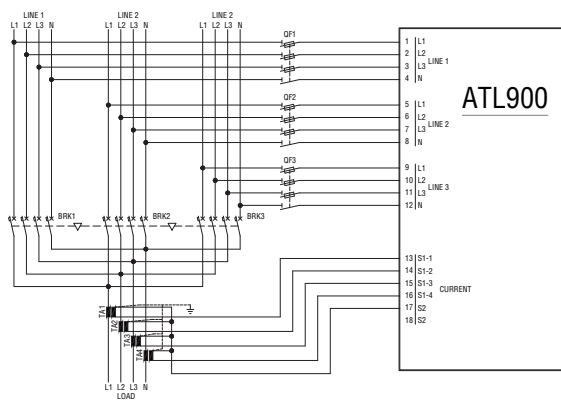 LINE 1 LINE 2 LINE 2
L1 L2 L3 N L1 L2 L3 N L1 L2 L3 N
QF1
1 L1
2 L2
3 L3
4 N
LINE 1
ATL900
QF2
5 L1
6 L2
7 L3
8 N
LINE 2
QF3
9 L1
10 L2
11 L3
12 N
LINE 3
BRK1 BRK2 BRK3
13 S1-1
14 S1-2
15 S1-3
16 S1-4
17 S2
18 S2
CURRENT
TA1
TA2
TA3
TA4
L1 L2 L3 N
LOAD